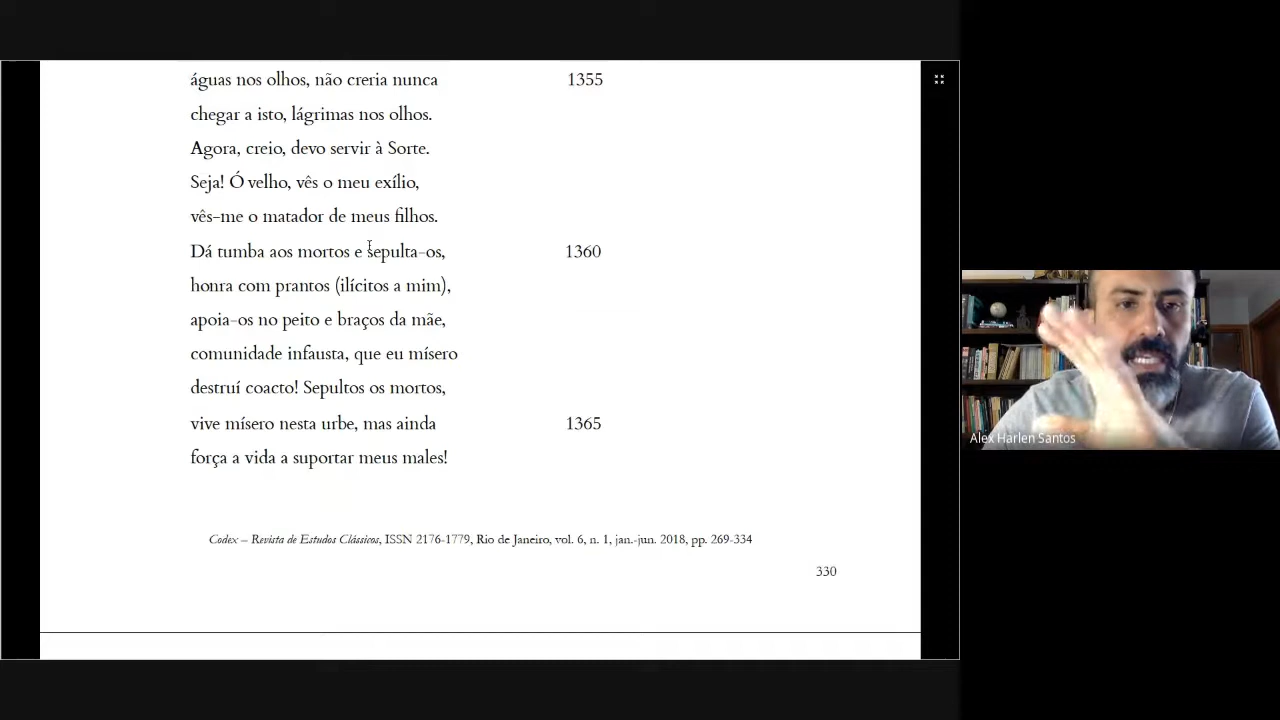 águas nos olhos, não creria nunca 1355
chegar a isto, lágrimas nos olhos.
Agora, creio, devo servir à Sorte.
Seja! Ó velho, vês o meu exílio,
vês-me o matador de meus filhos.
Dá tumba aos mortos e sepulta-os, 1360
honra com prantos (ilícitos a mim),
apoia-os no peito e braços da mãe,
comunidade infausta, que eu mísero
destruí coacto! Sepultos os mortos,
vive mísero nesta urbe, mas ainda 1365
força a vida a suportar meus males!
Codex – Revista de Estudos Clássicos, ISSN 2176-1779, Rio de Janeiro, vol. 6, n. 1, jan.-jun. 2018, pp. 269-334
330
Alex Harlen Santos